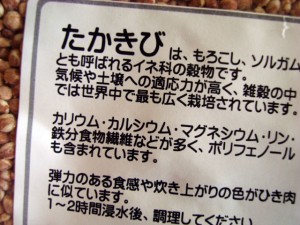 たかきび は、もろこし、ソルガム
とも呼ばれるイネ科の穀物です。
気候や土壌への適応力が高く、雑穀の中
では世界中で最も広く栽培されています。
カリウム・カルシウム・マグネシウム・リン・
鉄分食物繊維などが多く、ポリフェノール
も含まれています。
弾力のある食感や炊き上がりの色がひき肉
に似ています。
1～2時間浸水後、調理してください